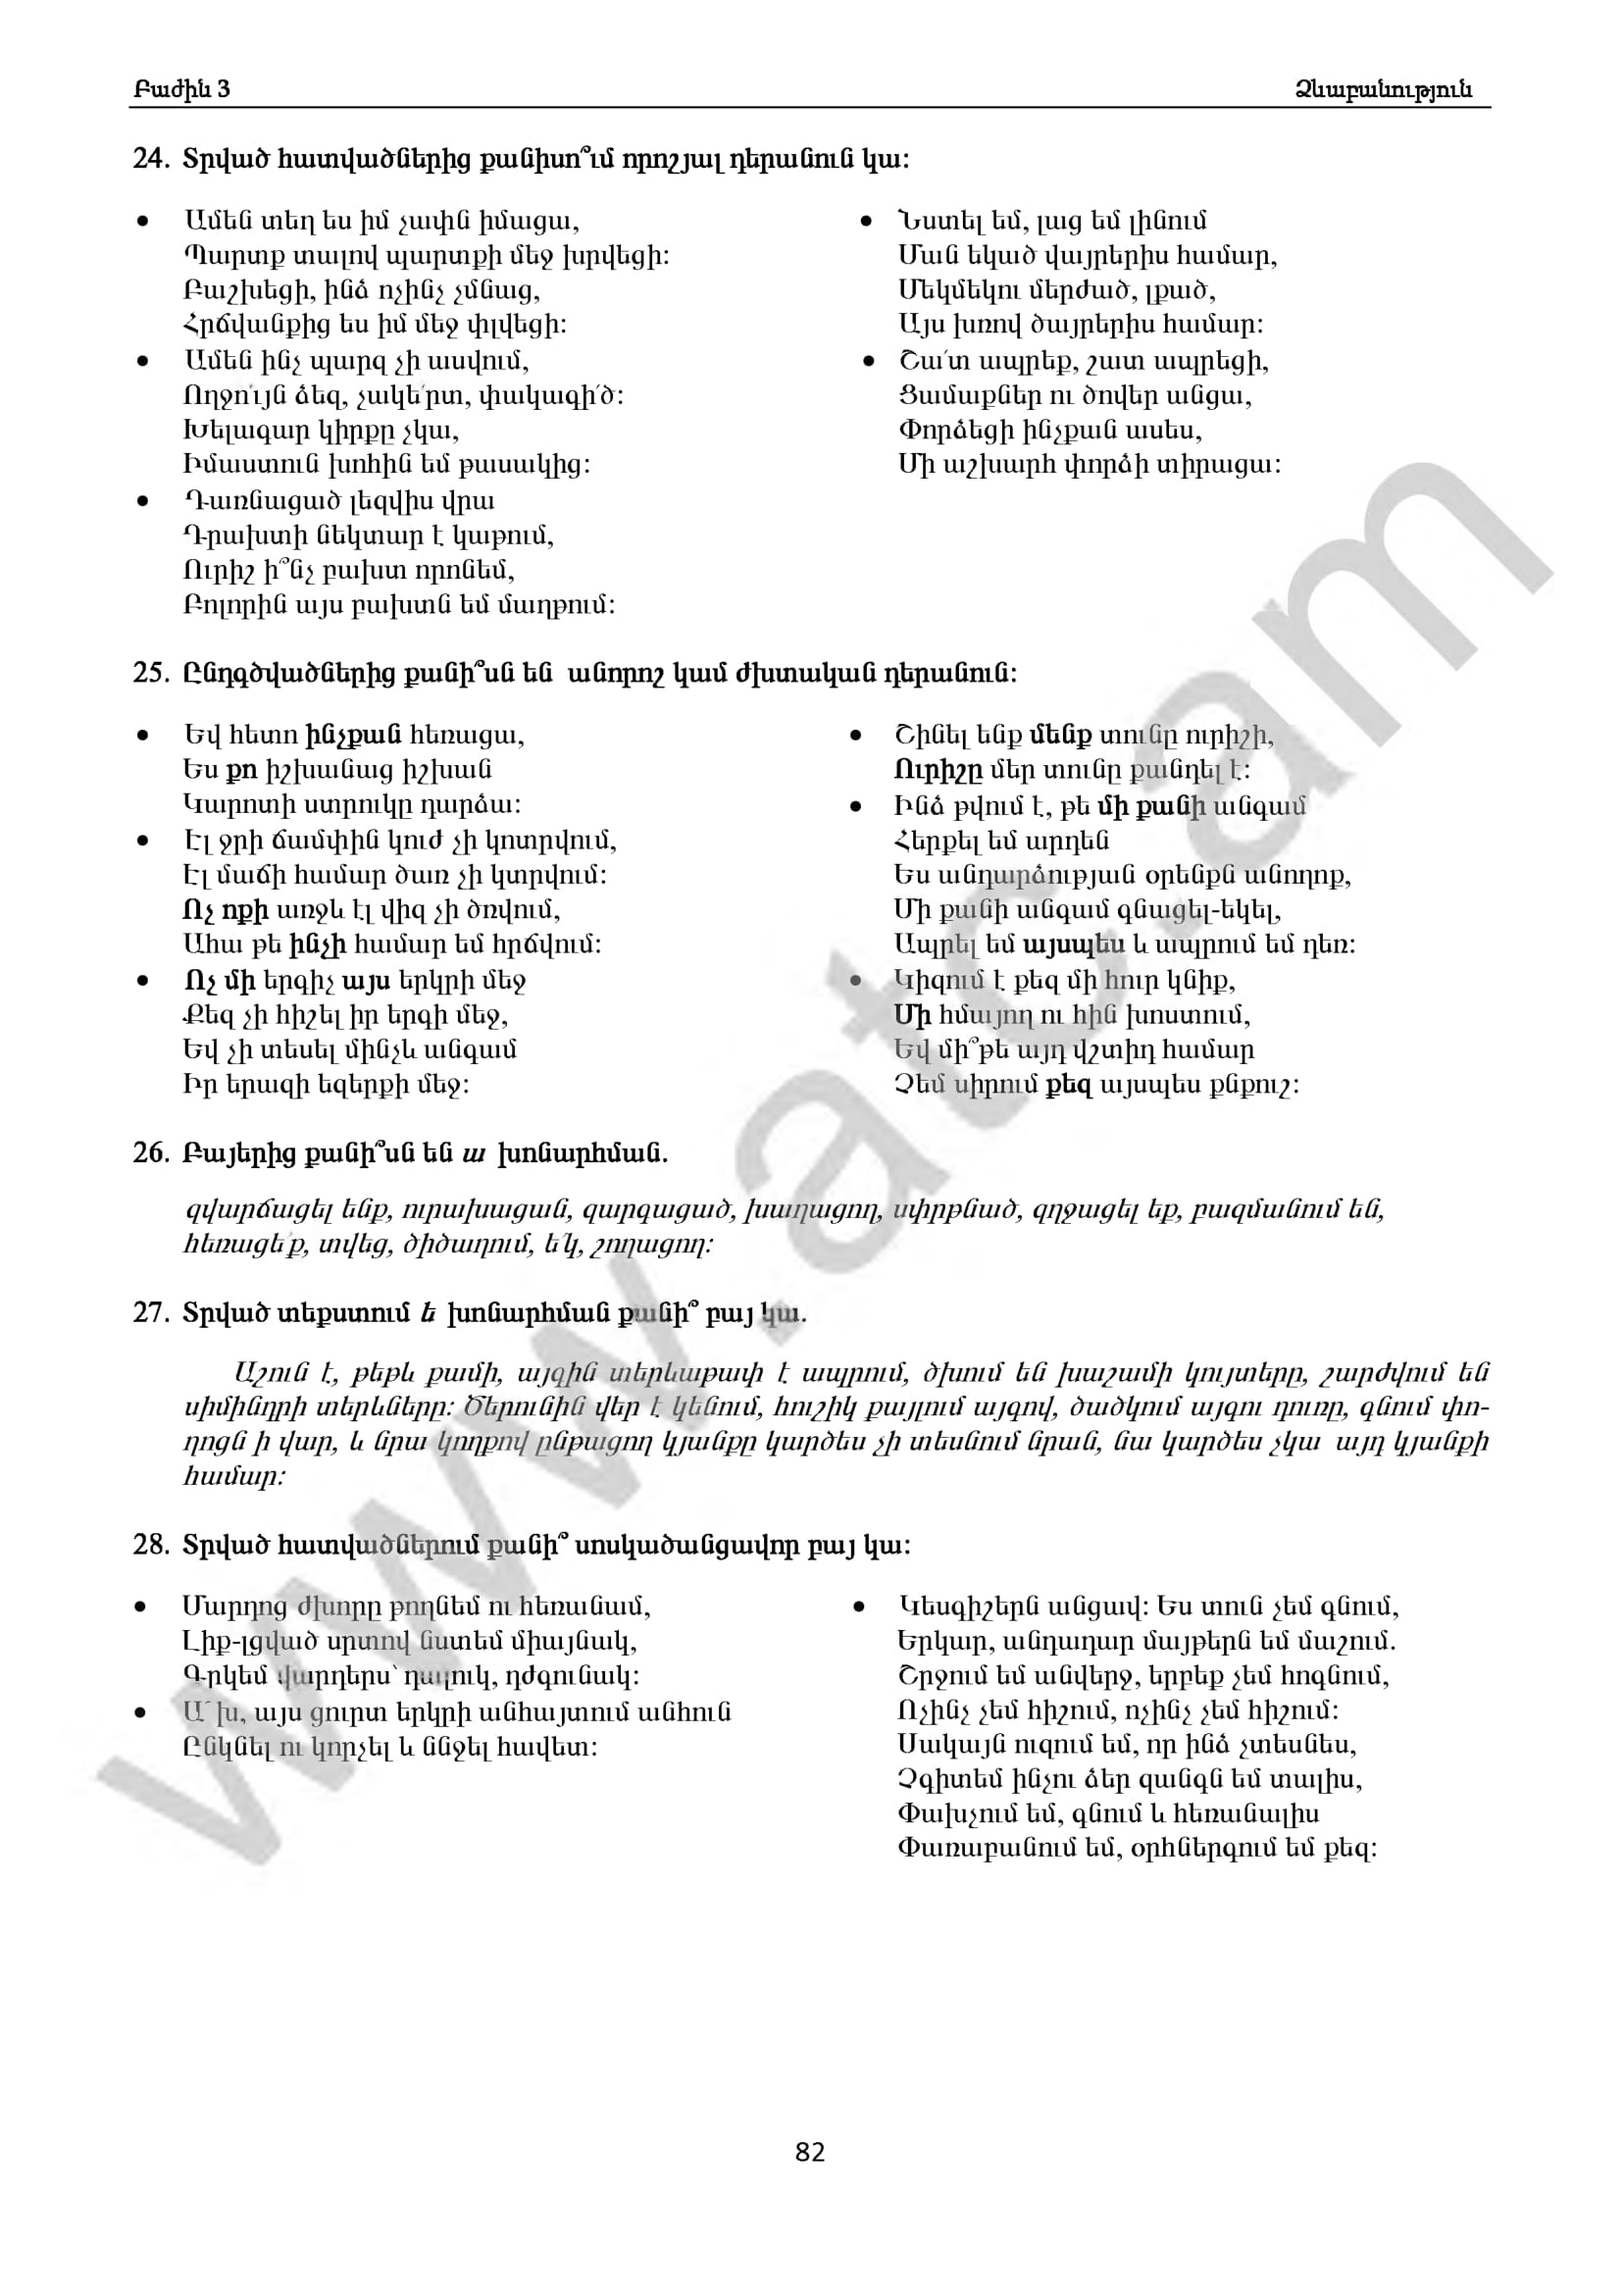 Բաժին 3
Ձևաբանություն
24. Տրված հատվածներից քանիսո՞ւմ որոշյալ դերանուն կա:
• Ամեն տեղ ես իմ չափն իմացա,
Պարտք տալով պարտքի մեջ խրվեցի:
Բաշխեցի, ինձ ոչինչ չմնաց,
Հրճվանքից ես իմ մեջ փլվեցի:
• Ամեն ինչ պարզ չի ասվում,
Ողջո՛ւյն ձեզ, չակե՛րտ, փակագի՛ծ:
Խելագար կիրքը չկա,
Իմաստուն խոհին եմ թասակից:
• Դառնացած լեզվիս վրա
Դրախտի նեկտար է կաթում,
Ուրիշ ի՞նչ բախտ որոնեմ,
Բոլորին այս բախտն եմ մաղթում:
• Նստել եմ, լաց եմ լինում
Ման եկած վայրերիս համար,
Մեկմեկու մերժած, լքած,
Այս խռով ծայրերիս համար:
• Շա՛տ ապրեք, շատ ապրեցի,
Ցամաքներ ու ծովեր անցա,
Փորձեցի ինչքան ասես,
Մի աշխարհ փորձի տիրացա:
25. Ընդգծվածներից քանի՞սն են անորոշ կամ ժխտական դերանուն:
• Եվ հետո ինչքան հեռացա,
Ես քո իշխանաց իշխան
Կարոտի ստրուկը դարձա:
• Էլ ջրի ճամփին կուժ չի կոտրվում,
Էլ մաճի համար ծառ չի կտրվում:
Ոչ ոքի առջև էլ վիզ չի ծռվում,
Ահա թե ինչի համար եմ հրճվում:
• Ոչ մի երգիչ այս երկրի մեջ
Քեզ չի հիշել իր երգի մեջ,
Եվ չի տեսել մինչև անգամ
Իր երազի եզերքի մեջ:
• Շինել ենք մենք տունը ուրիշի,
Ուրիշը մեր տունը քանդել է:
• Ինձ թվում է, թե մի քանի անգամ
Հերքել եմ արդեն
Ես անդարձության օրենքն անողոք,
Մի քանի անգամ գնացել-եկել,
Ապրել եմ այսպես և ապրում եմ դեռ:
• Կիզում է քեզ մի հուր կնիք,
Մի հմայող ու հին խոստում,
Եվ մի՞թե այդ վշտիդ համար
Չեմ սիրում քեզ այսպես քնքուշ:
26. Բայերից քանի՞սն են ա խոնարհման.
զվարճացել ենք, ուրախացան, զարգացած, խաղացող, սփրթնած, զղջացել եք, բազմանում են,
հեռացե՛ք, տվեց, ծիծաղում, ե՛կ, շողացող:
27. Տրված տեքստում ե խոնարհման քանի՞ բայ կա.
Աշուն է, թեթև քամի, այգին տերևաթափ է ապրում, ծխում են խաշամի կույտերը, շարժվում են
սիմինդրի տերևները: Ծերունին վեր է կենում, հուշիկ քայլում այգով, ծածկում այգու դուռը, գնում փո-
ղոցն ի վար, և նրա կողքով ընթացող կյանքը կարծես չի տեսնում նրան, նա կարծես չկա այդ կյանքի
համար:
28. Տրված հատվածներում քանի՞ սոսկածանցավոր բայ կա:
• Մարդոց ժխորը թողնեմ ու հեռանամ,
Լիք-լցված սրտով նստեմ միայնակ,
Գրկեմ վարդերս՝ դալուկ, դժգունակ:
• Ա՜խ, այս ցուրտ երկրի անհայտում անհուն
Ընկնել ու կորչել և ննջել հավետ:
• Կեսգիշերն անցավ: Ես տուն չեմ գնում,
Երկար, անդադար մայթերն եմ մաշում.
Շրջում եմ անվերջ, երբեք չեմ հոգնում,
Ոչինչ չեմ հիշում, ոչինչ չեմ հիշում:
Սակայն ուզում եմ, որ ինձ չտեսնես,
Չգիտեմ ինչու ձեր զանգն եմ տալիս,
Փախչում եմ, գնում և հեռանալիս
Փառաբանում եմ, օրհներգում եմ քեզ:
82
www.atc.am